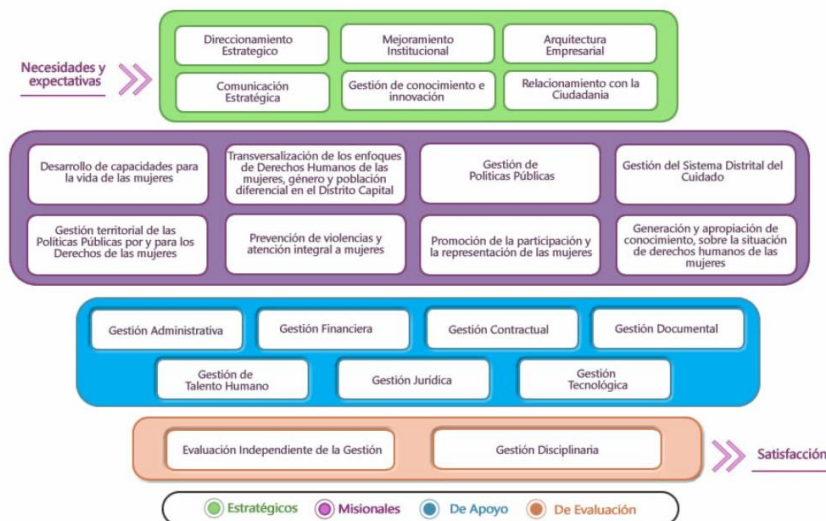 Necesidades y
expectativas
Direccionamiento
Estrategico
Mejoramiento
Institucional
Arquitectura
Empresarial
Comunicación
Estratégica
Gestión de conocimiento e
innovación
Relacionamiento con la
Ciudadania
Desarrollo de capacidades para
la vida de las mujeres
Transversalización de los enfoques
de Derechos Humanos de las
mujeres, género y población
diferencial en el Distrito Capital
Gestión de
Politicas Públicas
Gestión del Sistema Distrital del
Cuidado
Gestión territorial de las
Politicas Públicas por y para los
Derechos de las mujeres
Prevención de violencias y
atención integral a mujeres
Promoción de la participación y
la representación de las mujeres
Generación y apropiación de
conocimiento, sobre la situación
de derechos humanos de las
mujeres
Gestión Administrativa
Gestión Financiera
Gestión Contractual
Gestión Documental
Gestión de
Talento Humano
Gestión Jurídica
Gestión
Tecnológica
Evaluación Independiente de la Gestión
Gestión Disciplinaria
Satisfacción
Estratégicos
Misionales
De Apoyo
De Evaluación